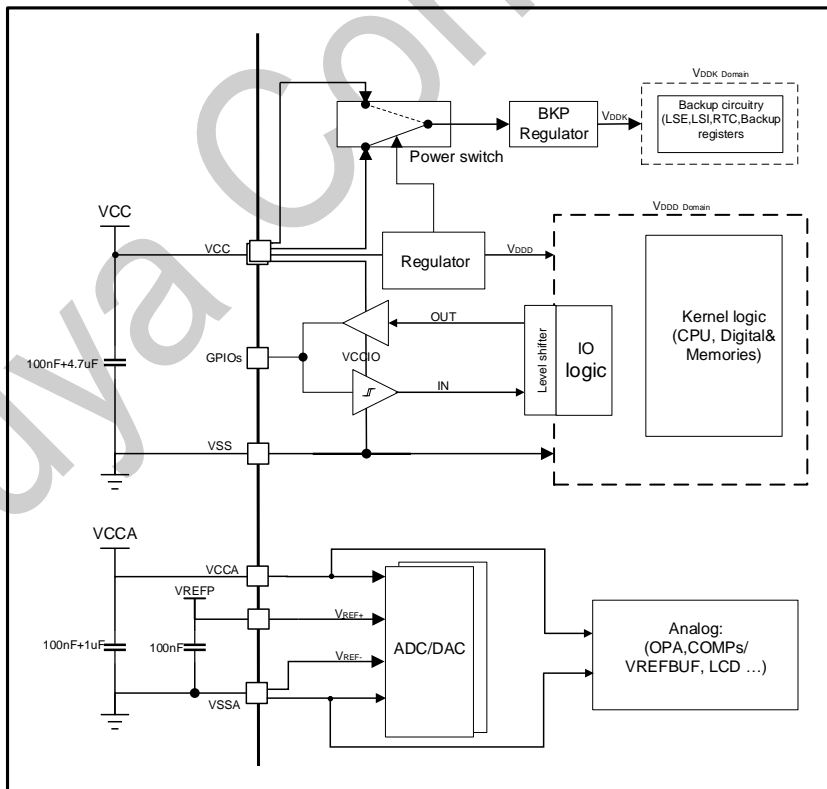 VDDK Domain
BKP
Regulator
VDDK
Backup circuitry
(LSE,LSI,RTC,Backup
registers
Power switch
VDDD Domain
VCC
VCC
Regulator
VDDD
Kernel logic
(CPU, Digital&
Memories)
OUT
GPIOs
VCCIO
Level shifter
IO
logic
100nF+4.7uF
IN
VSS
VCCA
VCCA
VREFP
VREF+
100nF+1uF
100nF
VREF-
ADC/DAC
Analog:
(OPA,COMPs/
VREFBUF, LCD ...)
VSSA